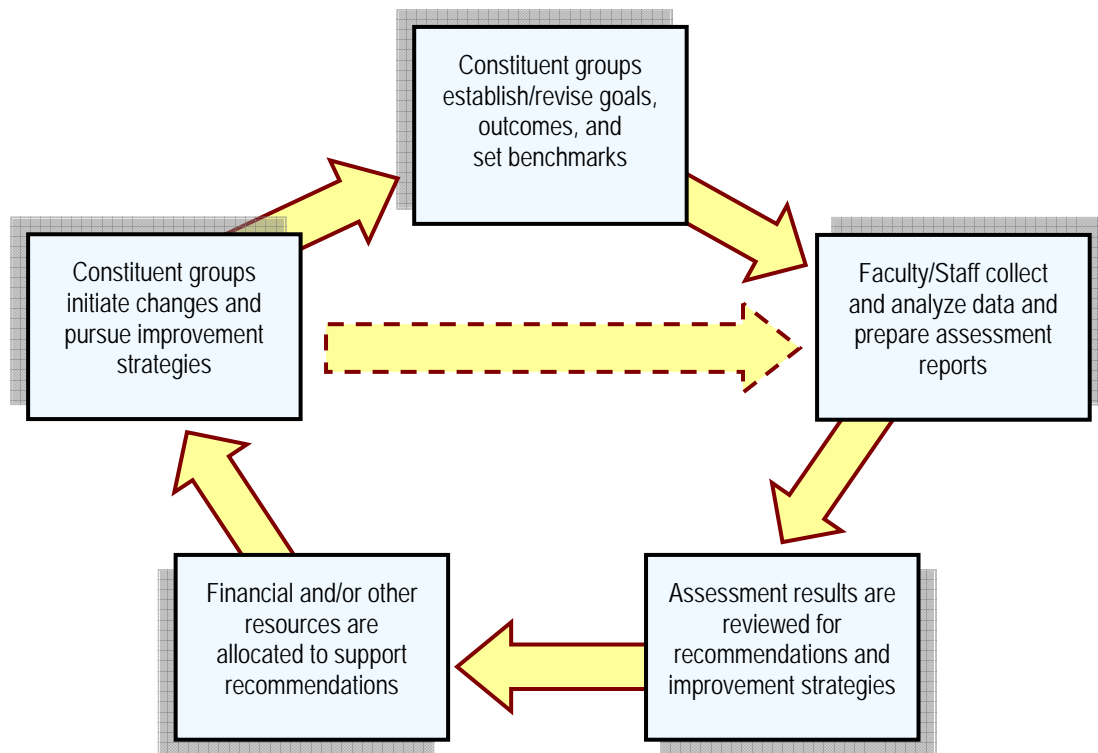 Constituent groups
establish/revise goals,
outcomes, and
set benchmarks
Constituent groups
initiate changes and
pursue improvement
strategies
Faculty/Staff collect
and analyze data and
prepare assessment
reports
Financial and/or other
resources are
allocated to support
recommendations
Assessment results are
reviewed for
recommendations and
improvement strategies